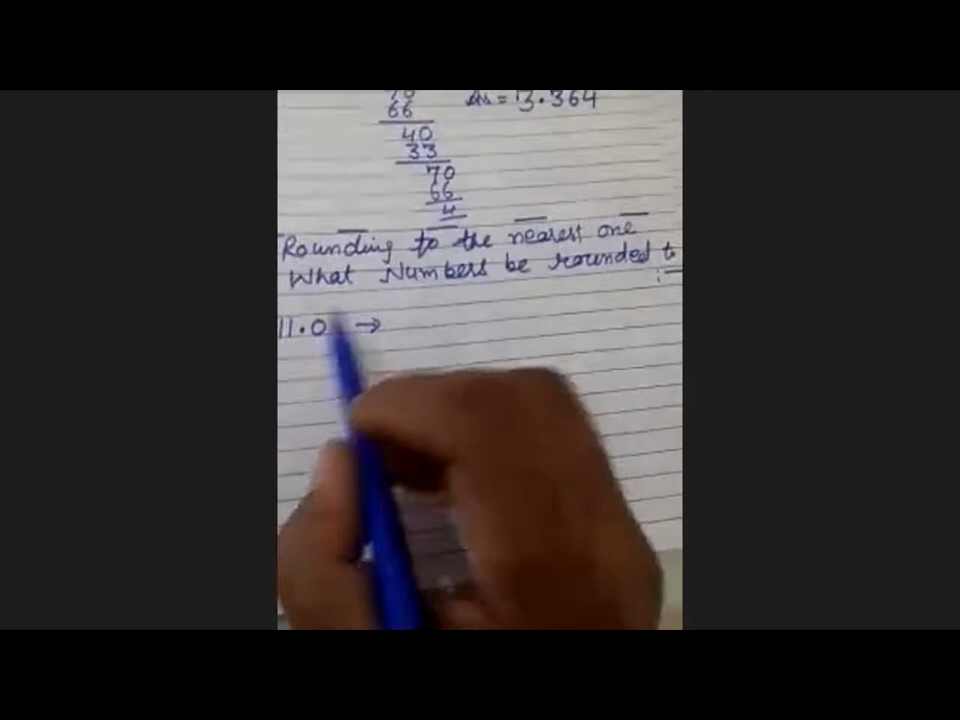 66 Ans = 13.364
40
33
70
66
4
Rounding to the nearest one
What Numbers be rounded to
11.0 →